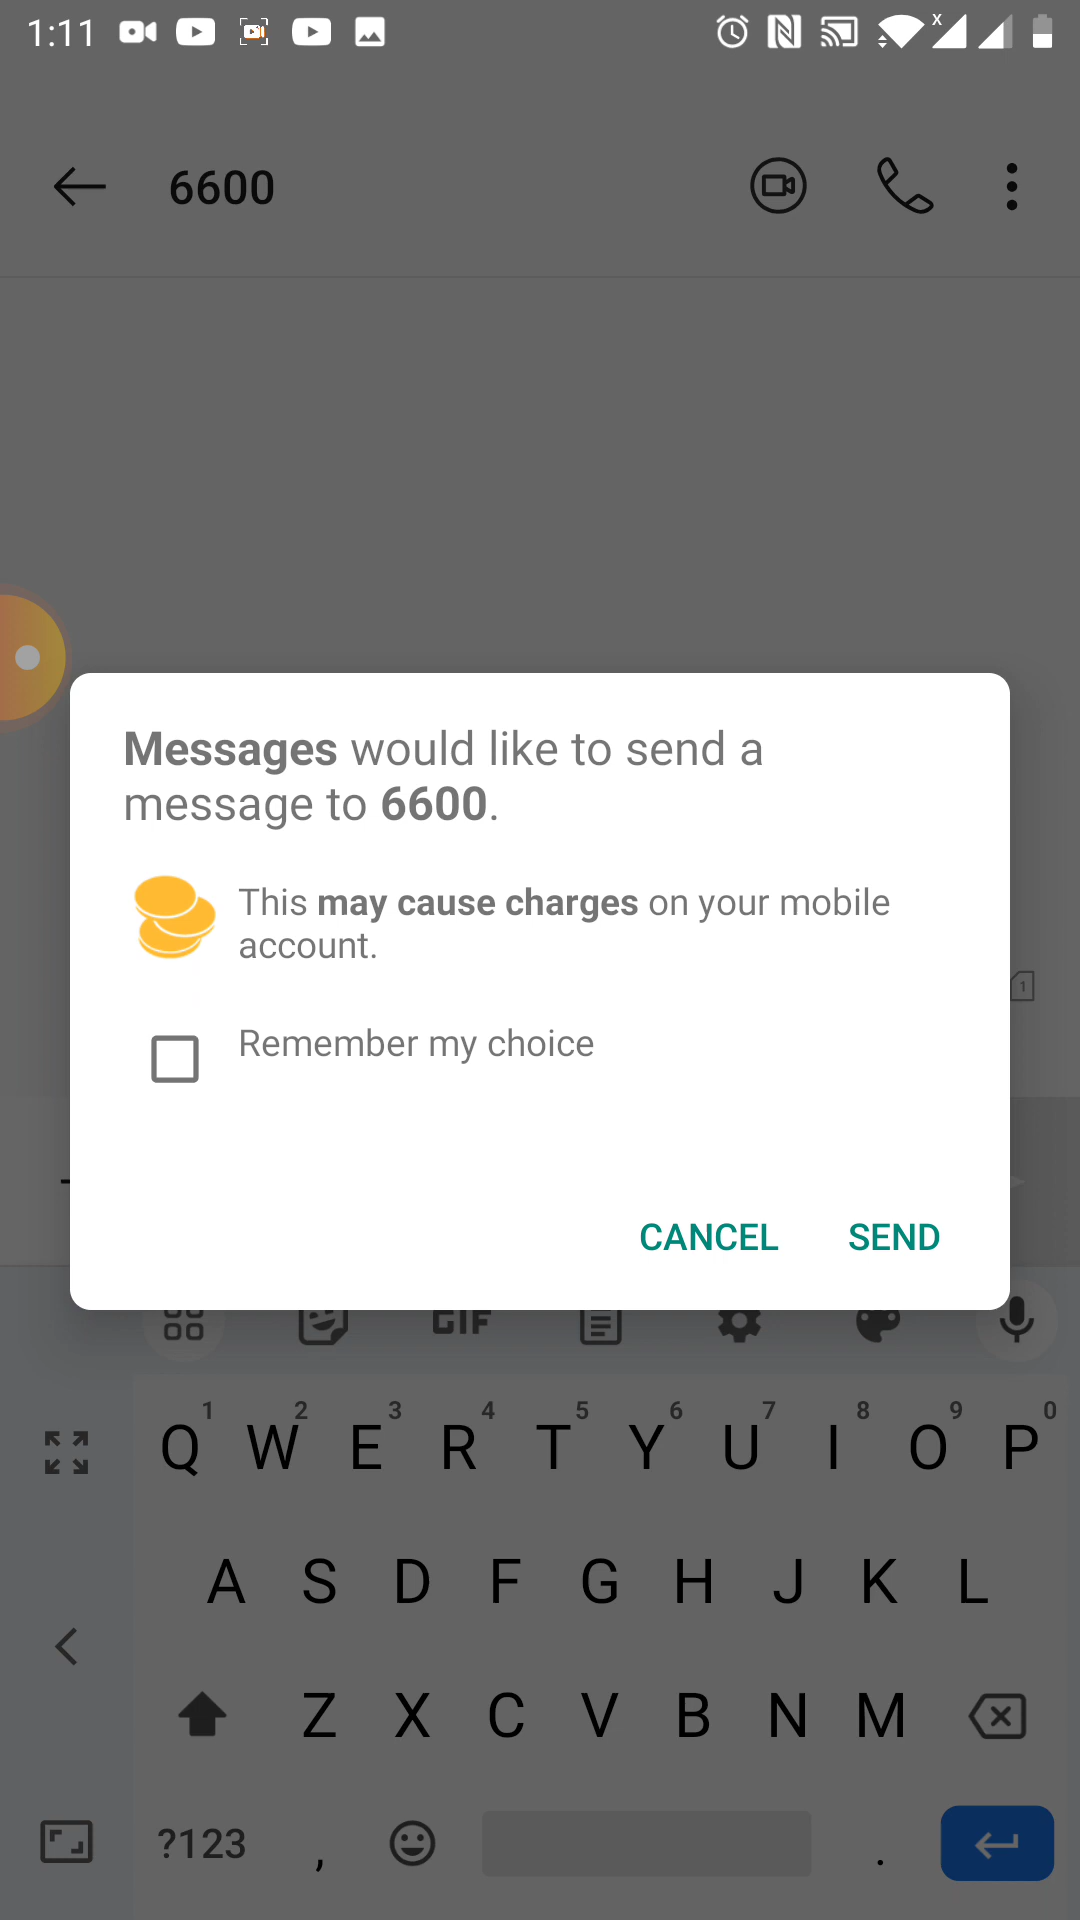 1:11
x
6600
Messages would like to send a
message to 6600.
This may cause charges on your mobile
account.
1
Remember my choice
CANCEL SEND
GIF
1 2 3 4 5 6 7 8 9 0
Q W E R T Y U I O P
A S D F G H J K L
Z X C V B N M
?123 , .